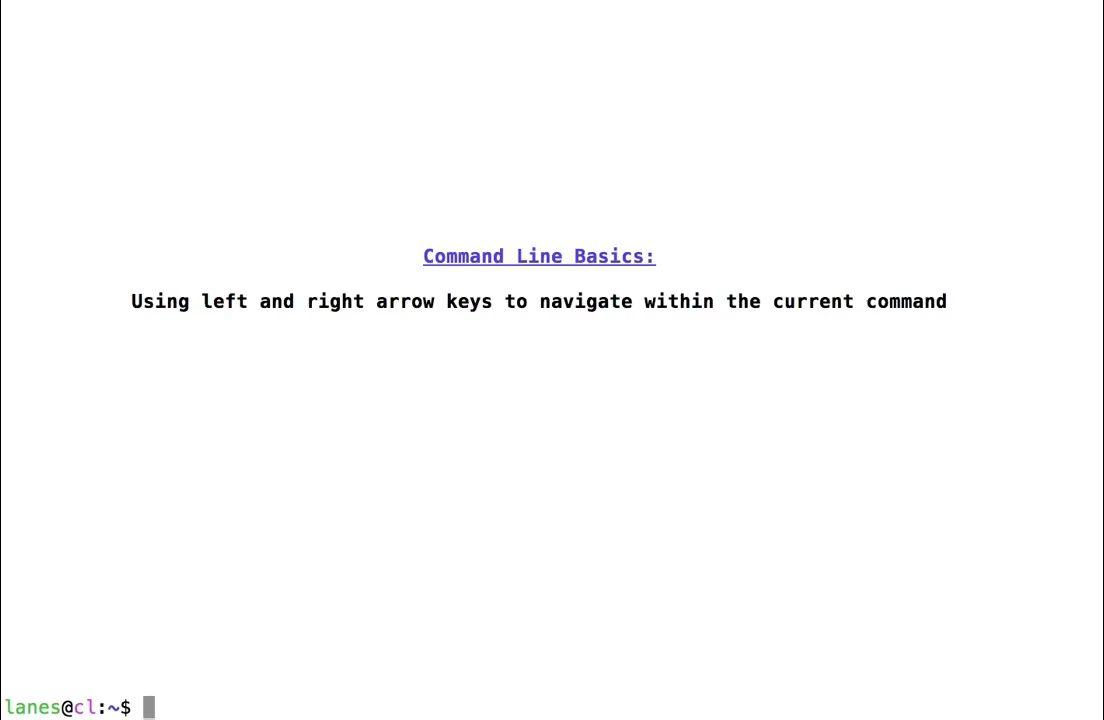 Command Line Basics:
Using left and right arrow keys to navigate within the current command
lanes@cl:~$